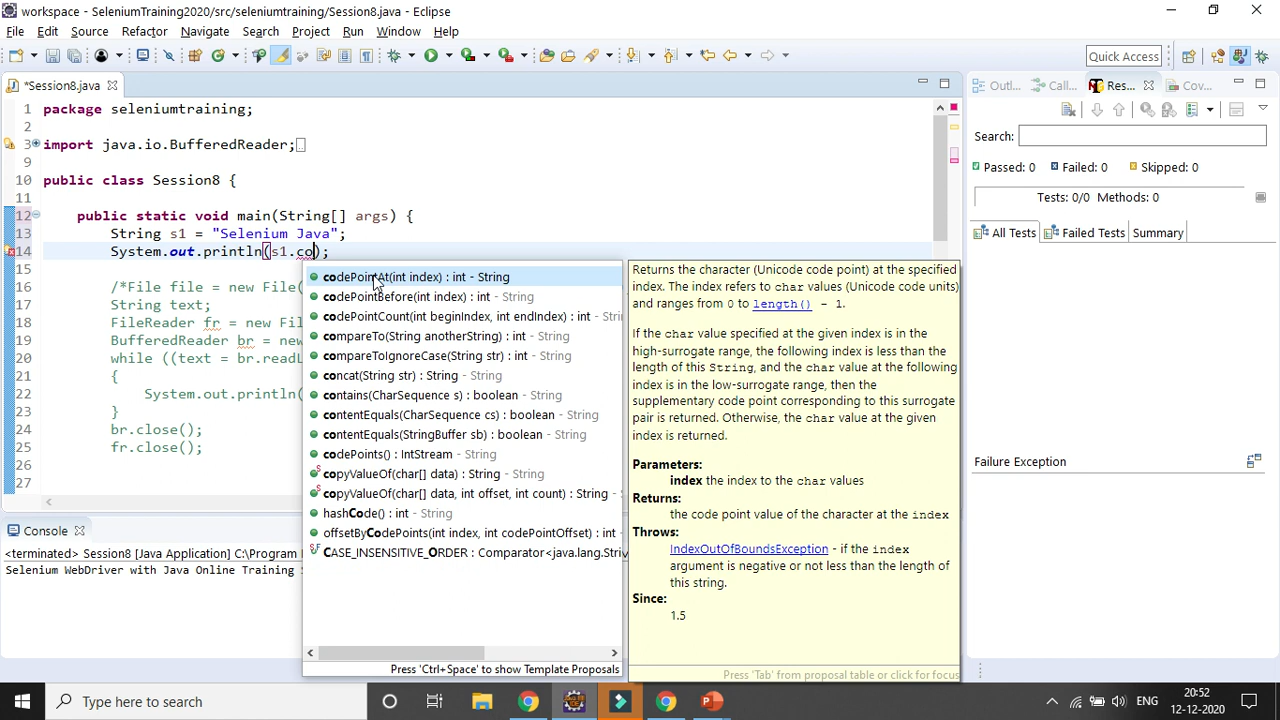 workspace - SeleniumTraining2020/src/seleniumtraining/Session8.java - Eclipse
File Edit Source Refactor Navigate Search Project Run Window Help
Quick Access
*Session8.java
Outl... Call... Res... Cov...
1 package seleniumtraining;
2
3 import java.io.BufferedReader;
9
10 public class Session8 {
11
12 public static void main(String[] args) {
13 String s1 = "Selenium Java";
14 System.out.println(s1.co);
15
16 /*File file = new File(
17 String text;
18 FileReader fr = new Fil
19 BufferedReader br = new
20 while ((text = br.readL
21 {
22 System.out.println(
23 }
24 br.close();
25 fr.close();
26
27
codePointAt(int index) : int - String
codePointBefore(int index) : int - String
codePointCount(int beginIndex, int endIndex) : int - Stri
compareTo(String anotherString) : int - String
compareToIgnoreCase(String str) : int - String
concat(String str) : String - String
contains(CharSequence s) : boolean - String
contentEquals(CharSequence cs) : boolean - String
contentEquals(StringBuffer sb) : boolean - String
codePoints() : IntStream - CharSequence
copyValueOf(char[] data) : String - String
copyValueOf(char[] data, int offset, int count) : String -
hashCode() : int - String
offsetByCodePoints(int index, int codePointOffset) : int
CASE_INSENSITIVE_ORDER : Comparator<java.lang.Stri
Press 'Ctrl+Space' to show Template Proposals
Returns the character (Unicode code point) at the specified
index. The index refers to char values (Unicode code units)
and ranges from 0 to length() - 1.
If the char value specified at the given index is in the
high-surrogate range, the following index is less than the
length of this String, and the char value at the following
index is in the low-surrogate range, then the
supplementary code point corresponding to this surrogate
pair is returned. Otherwise, the char value at the given
index is returned.
Parameters:
index the index to the char values
Returns:
the code point value of the character at the index
Throws:
IndexOutOfBoundsException - if the index
argument is negative or not less than the length of
this string.
Since:
1.5
Press 'Tab' from proposal table or click for focus
Search:
Passed: 0 Failed: 0 Skipped: 0
Tests: 0/0 Methods: 0
All Tests Failed Tests Summary
Failure Exception
Console
<terminated> Session8 [Java Application] C:\Program
Selenium WebDriver with Java Online Training S
Type here to search
ENG
20:52
12-12-2020